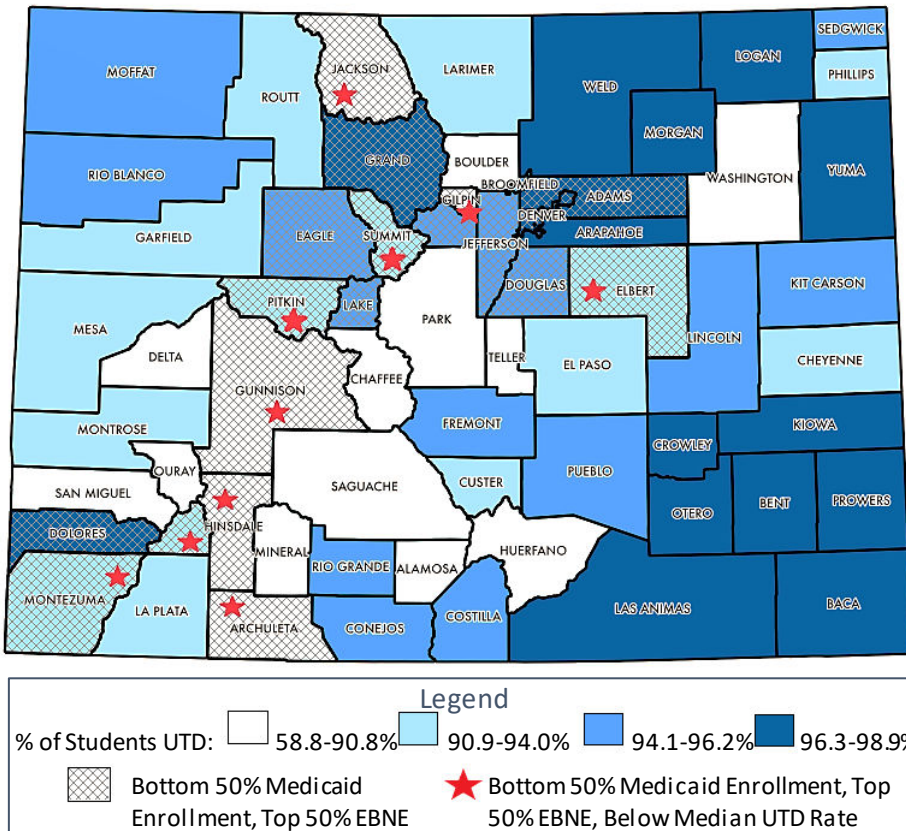 SEDGWICK
LOGAN
MOFFAT
JACKSON
LARIMER
PHILLIPS
ROUTT
WELD
MORGAN
GRAND
BOULDER
WASHINGTON
YUMA
RIO BLANCO
BROOMFIELD
GILPIN
ADAMS
DENVER
GARFIELD
EAGLE
SUMMIT
JEFFERSON
ARAPAHOE
DOUGLAS
ELBERT
KIT CARSON
PITKIN
LAKE
MESA
PARK
LINCOLN
DELTA
TELLER
EL PASO
CHEYENNE
CHAFFEE
GUNNISON
FREMONT
KIOWA
MONTROSE
CROWLEY
OURAY
PUEBLO
SAN MIGUEL
SAGUACHE
CUSTER
OTERO
BENT
PROWERS
HINSDALE
DOLORES
MINERAL
HUERFANO
RIO GRANDE
ALAMOSA
MONTEZUMA
LA PLATA
ARCHULETA
CONEJOS
COSTILLA
LAS ANIMAS
BACA
Legend
% of Students UTD: 58.8-90.8% 90.9-94.0% 94.1-96.2% 96.3-98.9%
Bottom 50% Medicaid
Enrollment, Top 50% EBNE
Bottom 50% Medicaid Enrollment, Top
50% EBNE, Below Median UTD Rate